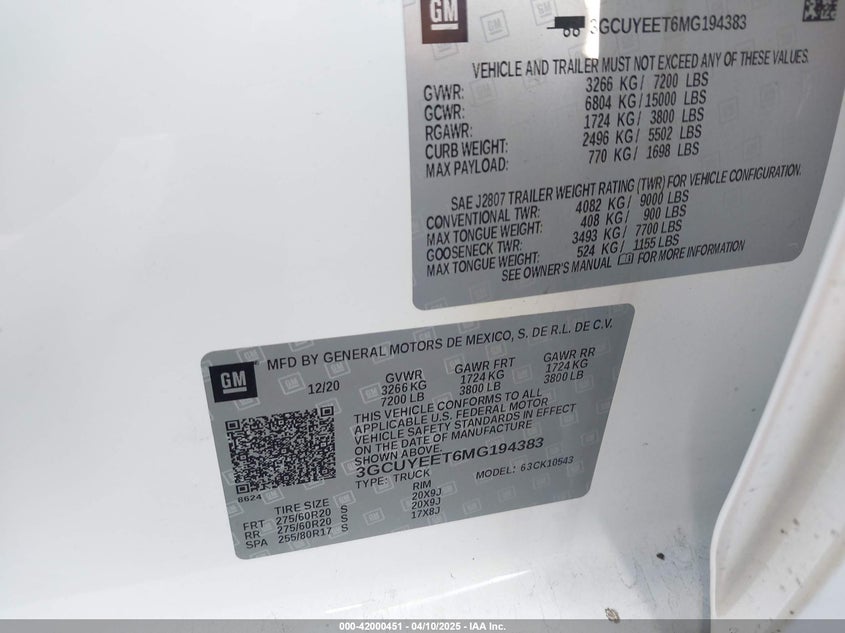 GM
3GCUYEET6MG194383
VEHICLE AND TRAILER MUST NOT EXCEED ANY OF THESE VALUES.
GVWR: 3266 KG / 7200 LBS
GCWR: 6804 KG / 15000 LBS
RGAWR: 1724 KG / 3800 LBS
CURB WEIGHT: 2496 KG / 5502 LBS
MAX PAYLOAD: 770 KG / 1698 LBS
SAE J2807 TRAILER WEIGHT RATING (TWR) FOR VEHICLE CONFIGURATION.
CONVENTIONAL TWR: 4082 KG / 9000 LBS
MAX TONGUE WEIGHT: 408 KG / 900 LBS
GOOSENECK TWR: 3493 KG / 7700 LBS
MAX TONGUE WEIGHT: 524 KG / 1155 LBS
SEE OWNER'S MANUAL FOR MORE INFORMATION
GM
MFD BY GENERAL MOTORS DE MEXICO, S. DE R.L. DE C.V.
12/20 GVWR GAWR FRT GAWR RR
3266 KG 1724 KG 1724 KG
7200 LB 3800 LB 3800 LB
THIS VEHICLE CONFORMS TO ALL
APPLICABLE U.S. FEDERAL MOTOR
VEHICLE SAFETY STANDARDS IN EFFECT
ON THE DATE OF MANUFACTURE
SHOWN ABOVE.
3GCUYEET6MG194383
TYPE: TRUCK MODEL: 63CK10543
8624
TIRE SIZE RIM
FRT 275/60R20 S 20X9J
RR 275/60R20 S 20X9J
SPA 255/80R17 S 17X8J
000-42000451 - 04/10/2025 - IAA Inc.